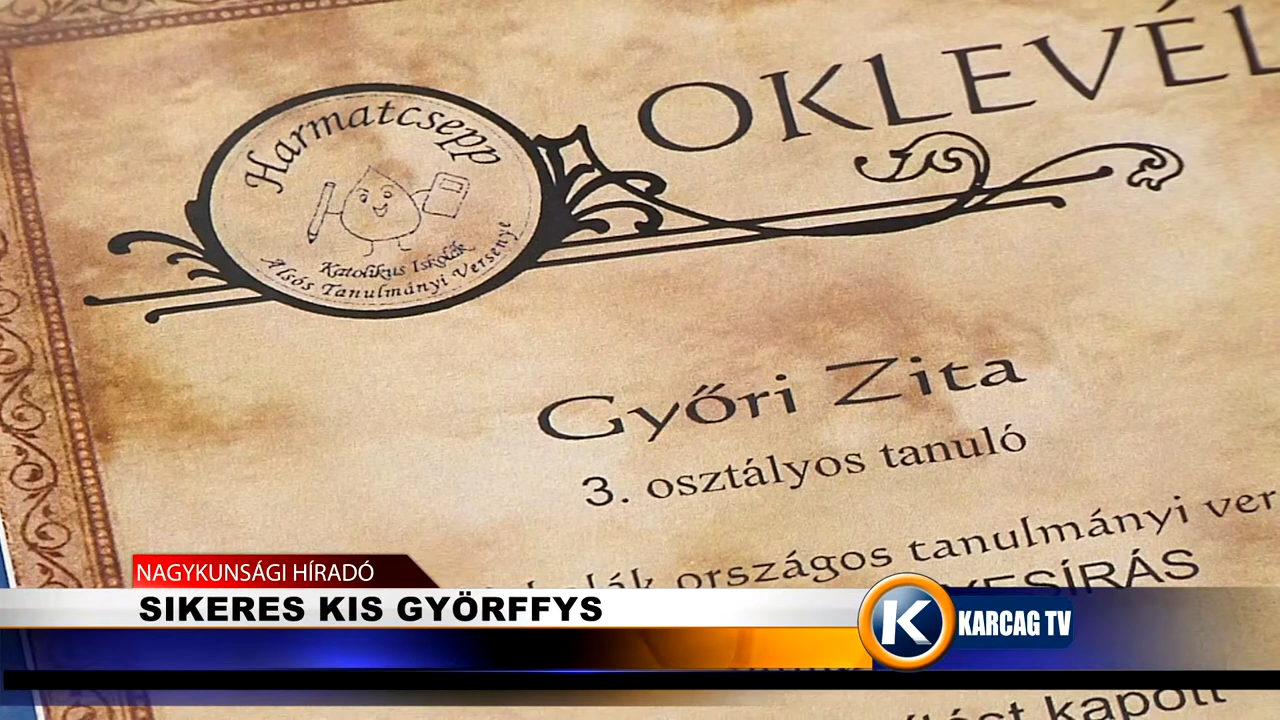 OKLEVÉL
Harmatcsepp
Katolikus Iskolák
Alsós Tanulmányi Versenye
Győri Zita
3. osztályos tanuló
országos tanulmányi
NAGYKUNSÁGI HÍRADÓ
SIKERES KIS GYÖRFFYS
K KARCAG TV
kapott